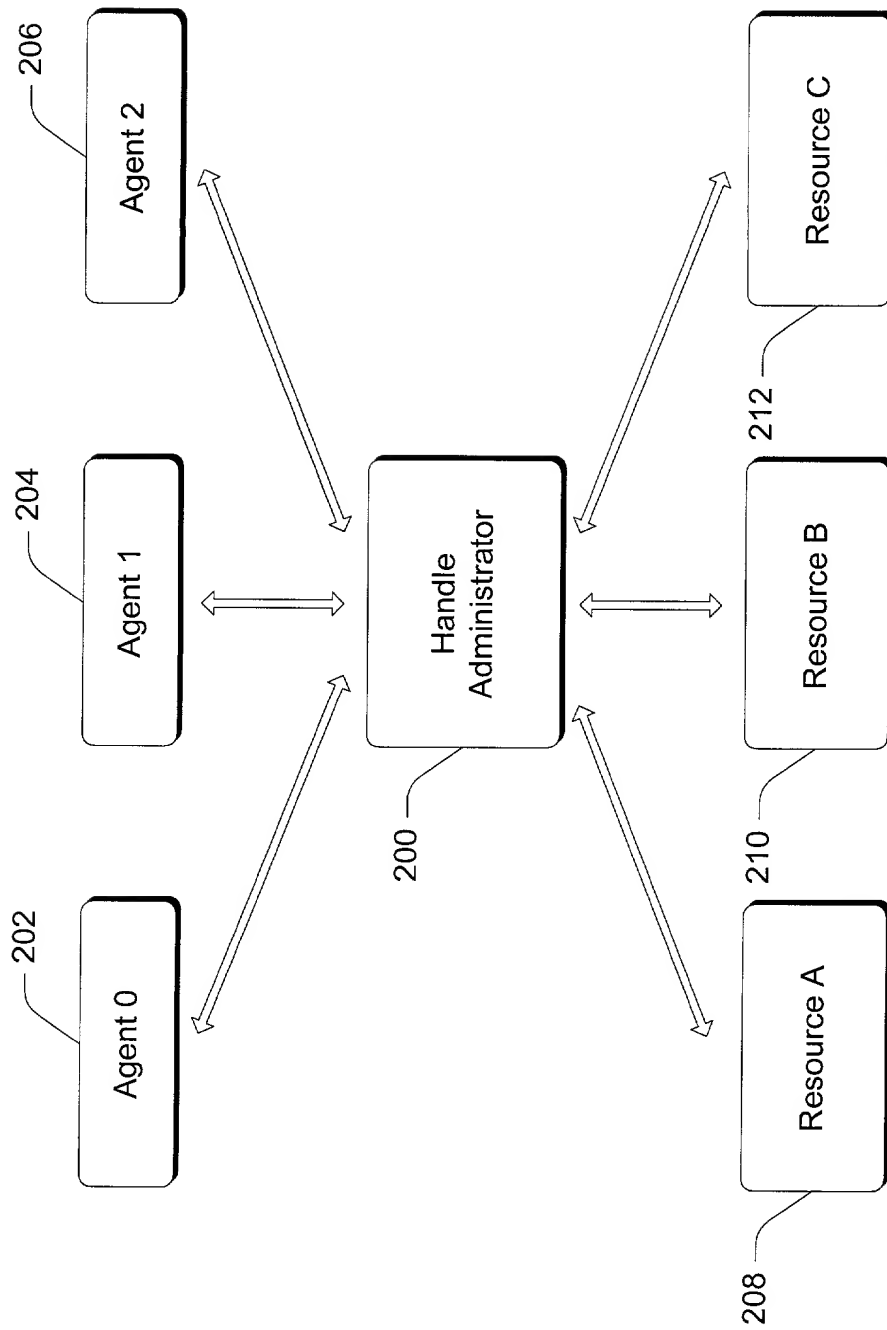 202
204
206
Agent 0
Agent 1
Agent 2
200
Handle
Administrator
208
210
212
Resource A
Resource B
Resource C